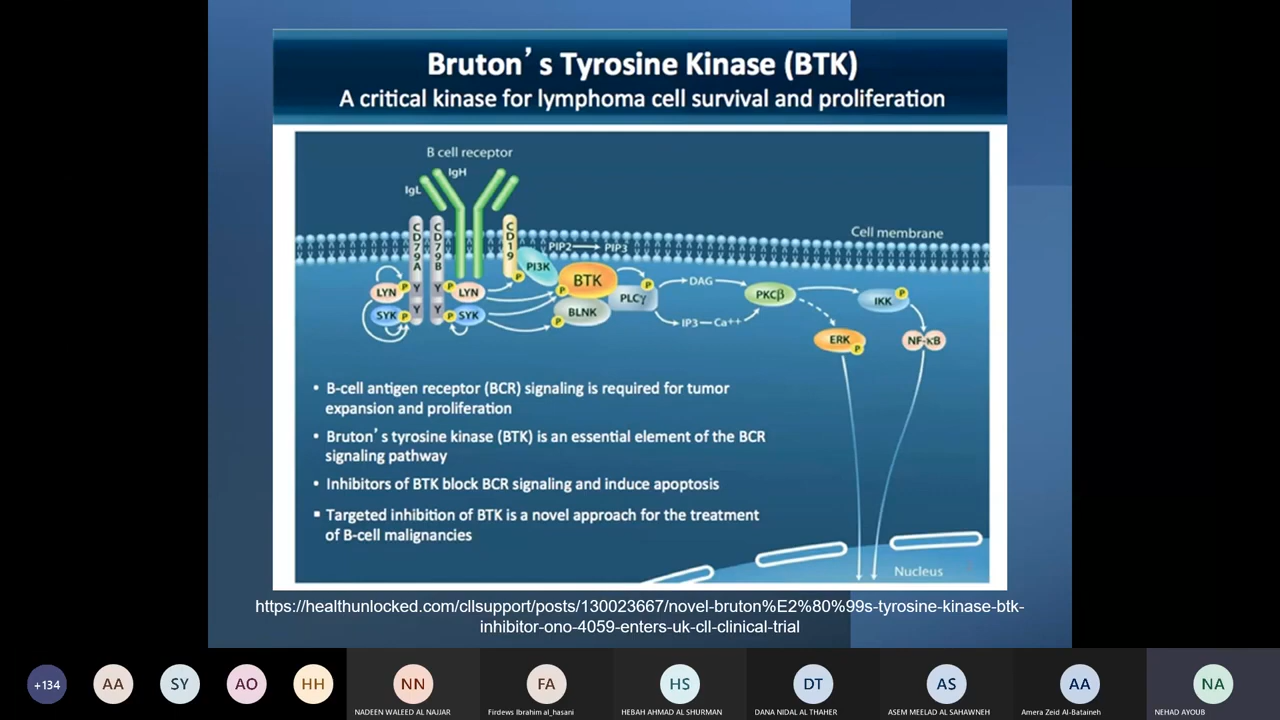 Bruton’s Tyrosine Kinase (BTK)
A critical kinase for lymphoma cell survival and proliferation
B cell receptor
IgH
IgL
CD79A
CD79B
CD19
Cell membrane
PIP2
PIP3
PI3K
BTK
BLNK
PLCγ
DAG
IP3
Ca++
PKCβ
IKK
P
ERK
P
NF-κB
LYN
P
Y
Y
P
LYN
SYK
P
Y
Y
P
SYK
P
P
P
P
• B-cell antigen receptor (BCR) signaling is required for tumor
expansion and proliferation
• Bruton’s tyrosine kinase (BTK) is an essential element of the BCR
signaling pathway
• Inhibitors of BTK block BCR signaling and induce apoptosis
▪ Targeted inhibition of BTK is a novel approach for the treatment
of B-cell malignancies
Nucleus
https://healthunlocked.com/cllsupport/posts/130023667/novel-bruton%E2%80%99s-tyrosine-kinase-btk-
inhibitor-ono-4059-enters-uk-cll-clinical-trial
+134
AA
SY
AO
HH
NN
FA
HS
DT
AS
AA
NA
NADEEN WALEED AL NAJJAR
Firdews Ibrahim al_hasani
HEBAH AHMAD AL SHURMAN
DANA NIDAL AL THAHER
ASEM MEELAD AL SAHAWNEH
Amera Zeid Al-Bataineh
NEHAD AYOUB